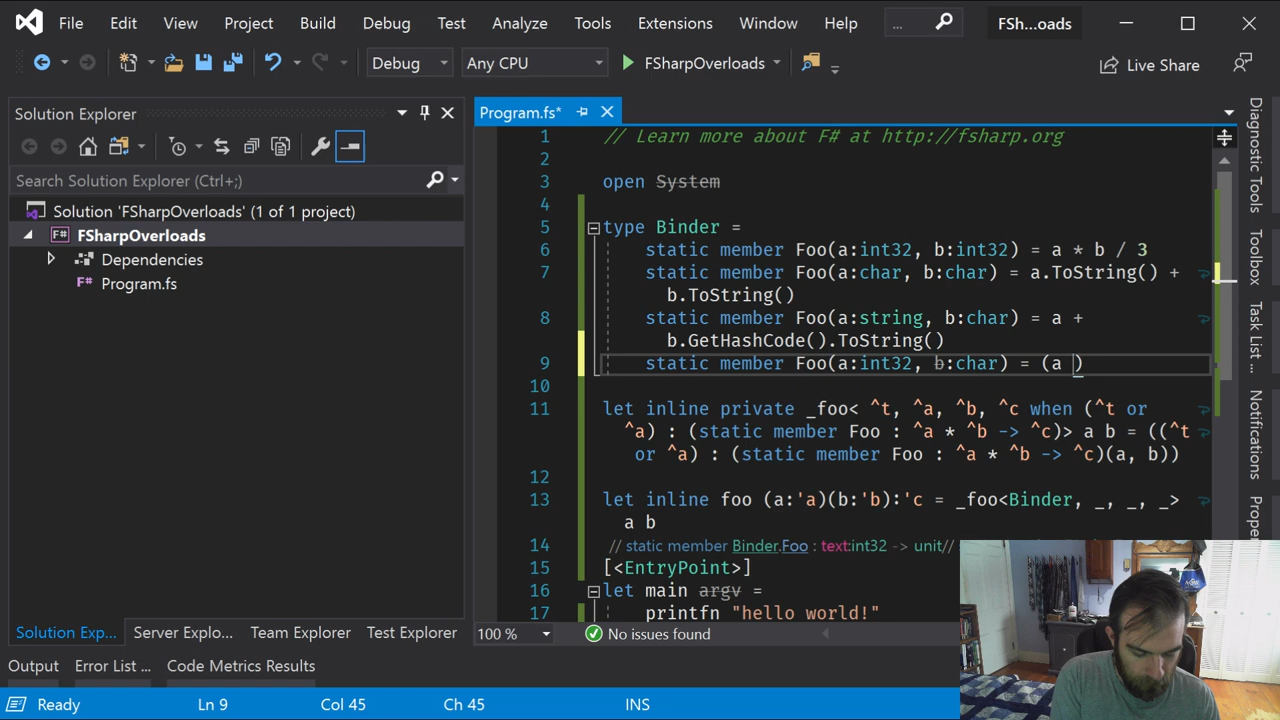 File Edit View Project Build Debug Test Analyze Tools Extensions Window Help ... FSh...oads
Debug Any CPU FSharpOverloads Live Share
Solution Explorer
Search Solution Explorer (Ctrl+;)
Solution 'FSharpOverloads' (1 of 1 project)
F# FSharpOverloads
Dependencies
F# Program.fs
Solution Exp... Server Explo... Team Explorer Test Explorer
Program.fs*
1 // Learn more about F# at http://fsharp.org
2
3 open System
4
5 type Binder =
6 static member Foo(a:int32, b:int32) = a * b / 3
7 static member Foo(a:char, b:char) = a.ToString() +
b.ToString()
8 static member Foo(a:string, b:char) = a +
b.GetHashCode().ToString()
9 static member Foo(a:int32, b:char) = (a )
10
11 let inline private _foo< ^t, ^a, ^b, ^c when (^t or
^a) : (static member Foo : ^a * ^b -> ^c)> a b = ((^t
or ^a) : (static member Foo : ^a * ^b -> ^c)(a, b))
12
13 let inline foo (a:'a)(b:'b):'c = _foo<Binder, _, _, _>
a b
14 // static member Binder.Foo : text:int32 -> unit//
15 [<EntryPoint>]
16 let main argv =
17 printfn "hello world!"
100 % No issues found
Diagnostic Tools
Toolbox
Task List ...
Notifications
Proper
Output Error List ... Code Metrics Results
Ready Ln 9 Col 45 Ch 45 INS